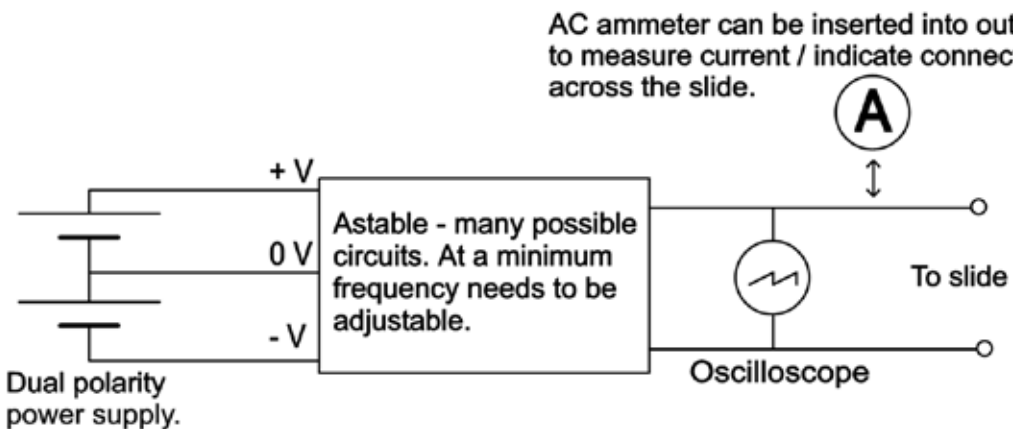 AC ammeter can be inserted into out
to measure current / indicate connec
across the slide.
A
+ V
Astable - many possible
circuits. At a minimum
frequency needs to be
adjustable.
0 V
To slide
- V
Oscilloscope
Dual polarity
power supply.